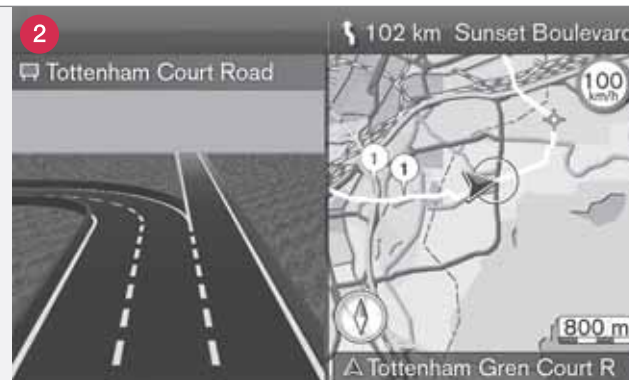 2
Tottenham Court Road
102 km Sunset Boulevard
100
km/h
1
1
800 m
Tottenham Gren Court R